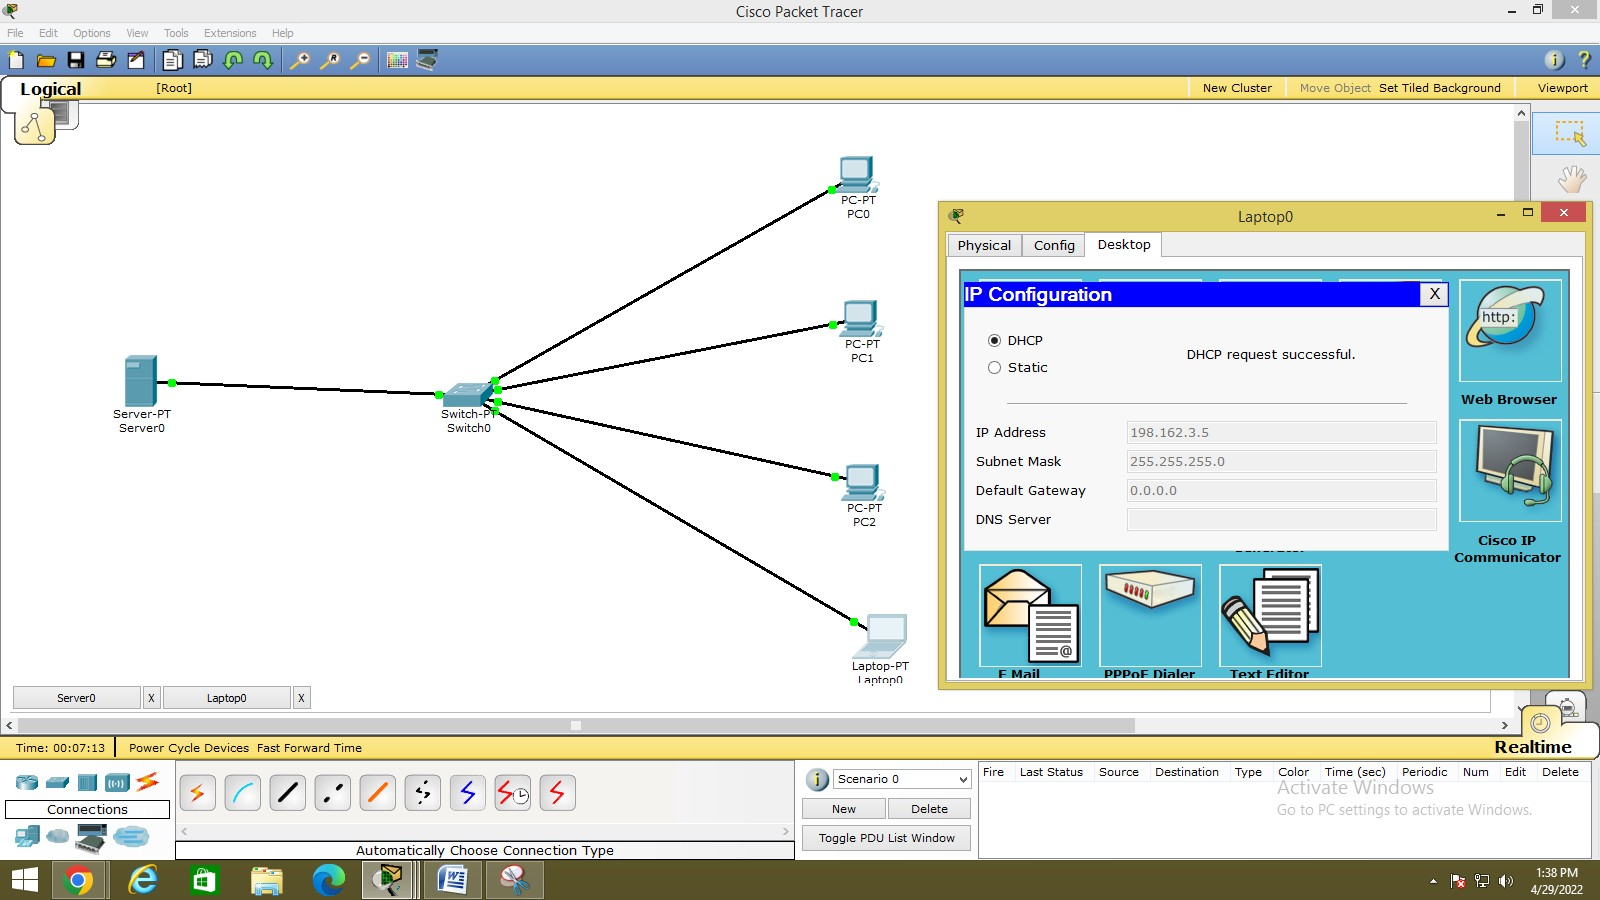 Cisco Packet Tracer
File Edit Options View Tools Extensions Help
Logical [Root] New Cluster Move Object Set Tiled Background Viewport
PC-PT
PC0
PC-PT
PC1
Server-PT
Server0
Switch-PT
Switch0
PC-PT
PC2
Laptop-PT
Laptop0
Laptop0
Physical Config Desktop
IP Configuration X
DHCP
Static
DHCP request successful.
IP Address 198.162.3.5
Subnet Mask 255.255.255.0
Default Gateway 0.0.0.0
DNS Server
http:
Web Browser
Cisco IP
Communicator
E Mail PPPoE Dialer Text Editor
Server0 X Laptop0 X
Time: 00:07:13 Power Cycle Devices Fast Forward Time
Realtime
Connections
Automatically Choose Connection Type
Scenario 0
New Delete
Toggle PDU List Window
Fire Last Status Source Destination Type Color Time (sec) Periodic Num Edit Delete
Activate Windows
Go to PC settings to activate Windows.
1:38 PM
4/29/2022